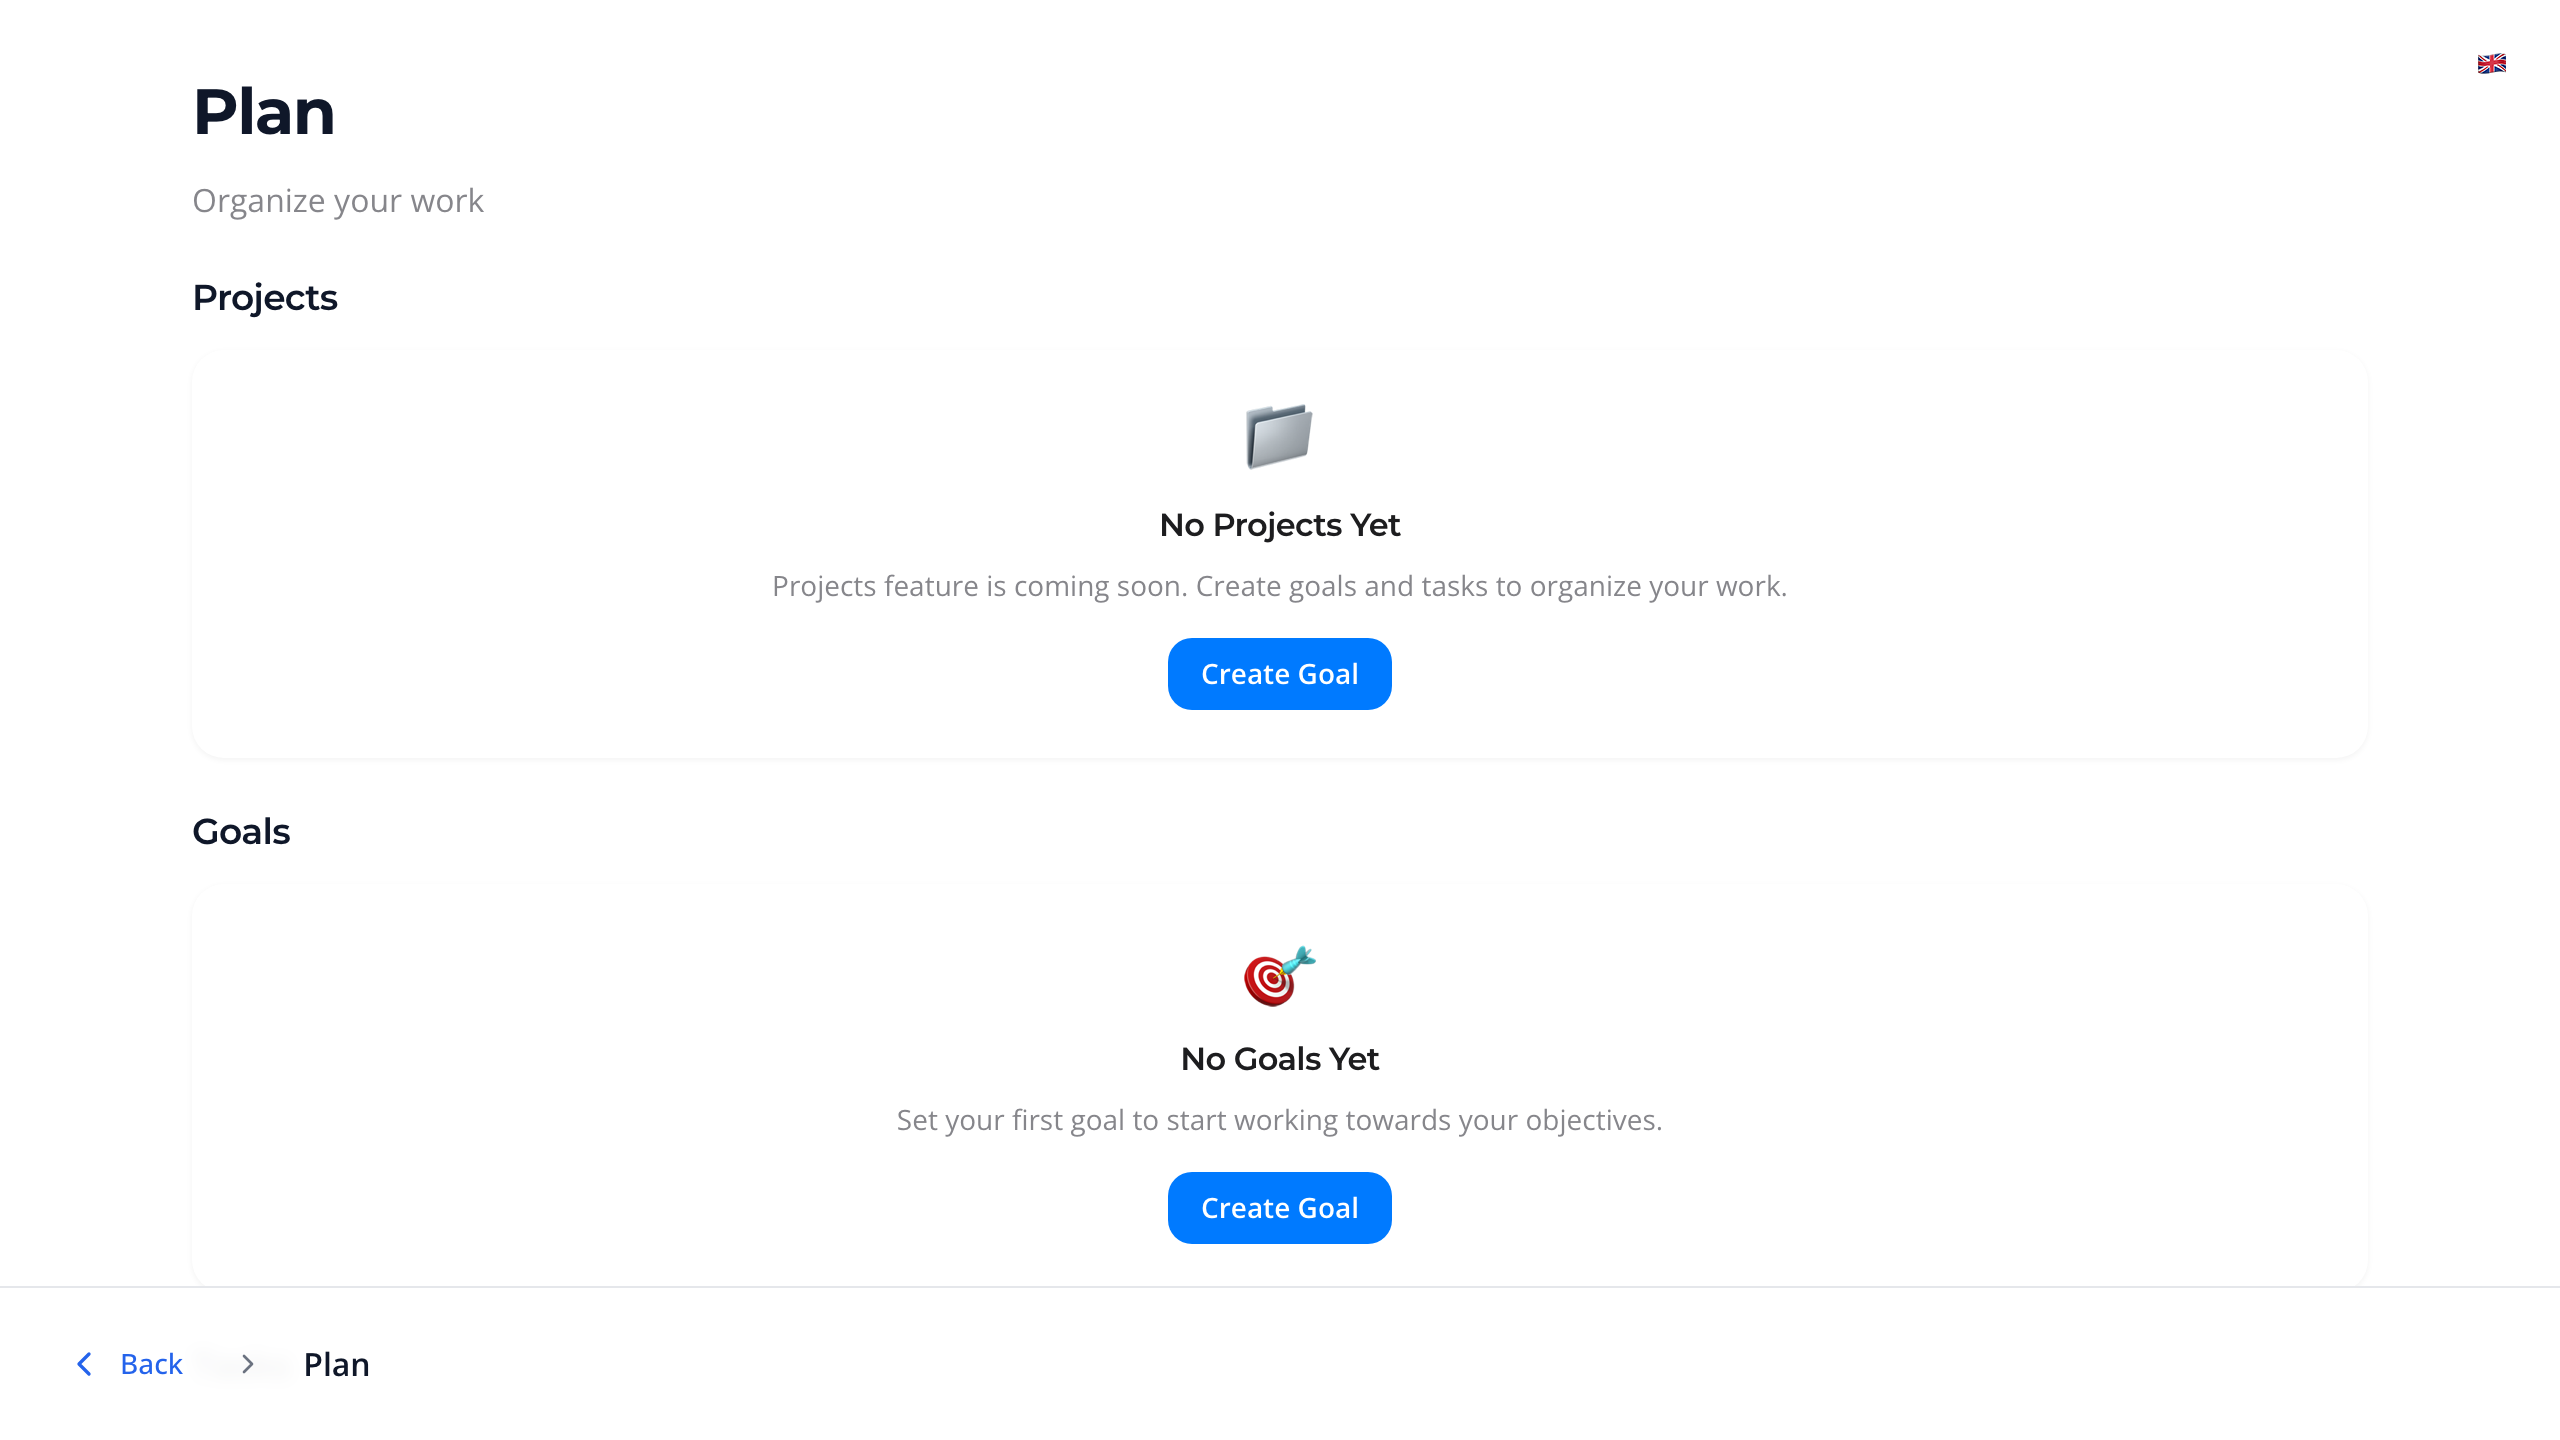 Plan
Organize your work
Projects
No Projects Yet
Projects feature is coming soon. Create goals and tasks to organize your work.
Create Goal
Goals
No Goals Yet
Set your first goal to start working towards your objectives.
Create Goal
Back
Plan